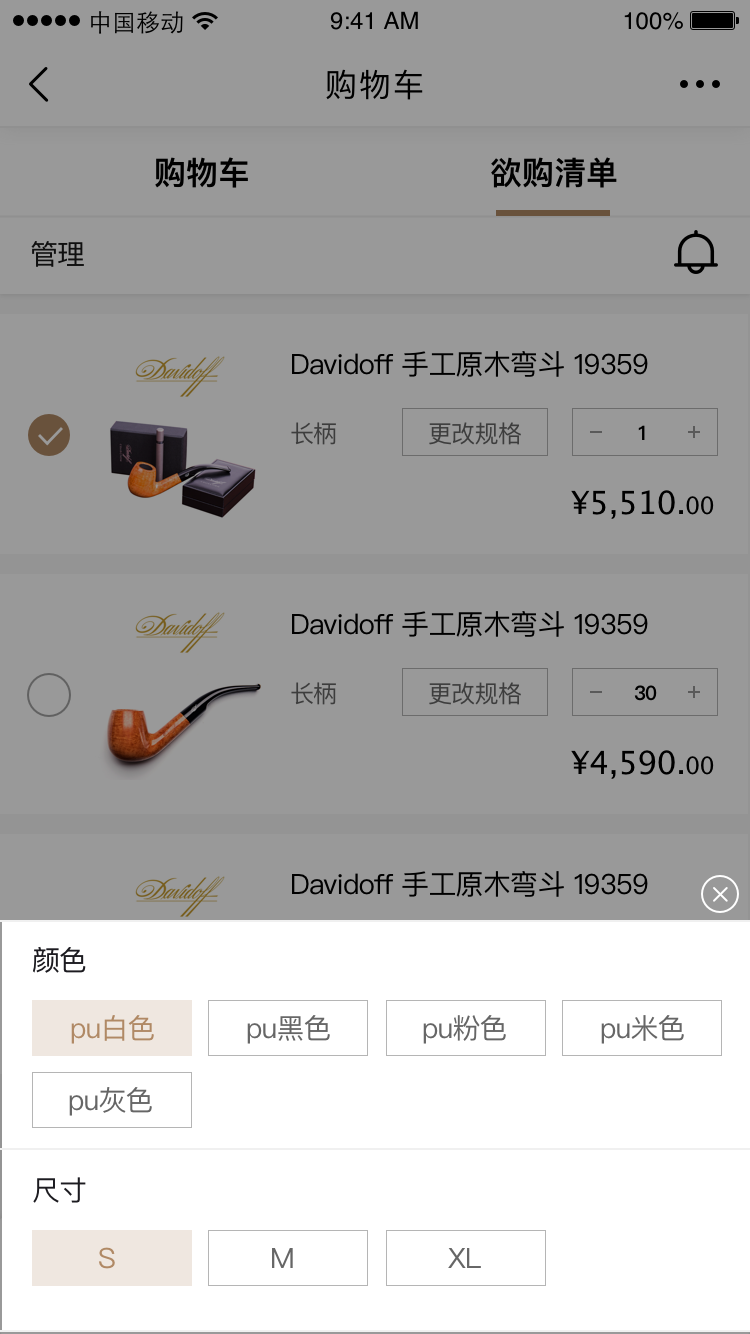 中国移动 9:41 AM 100%
购物车
购物车 欲购清单
管理
Davidoff
Davidoff 手工原木弯斗 19359
长柄 更改规格 − 1 +
¥5,510.00
Davidoff
Davidoff 手工原木弯斗 19359
长柄 更改规格 − 30 +
¥4,590.00
Davidoff
Davidoff 手工原木弯斗 19359
颜色
pu白色 pu黑色 pu粉色 pu米色
pu灰色
尺寸
S M XL